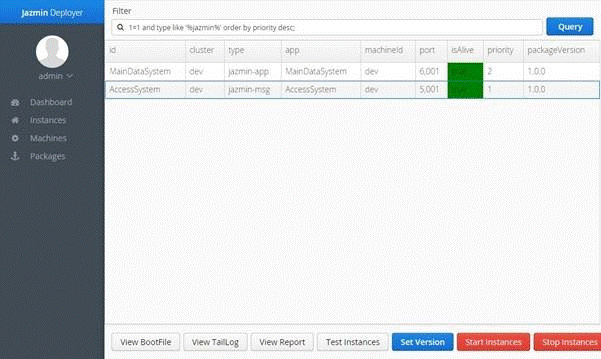 Jazmin Deployer
admin
Dashboard
Instances
Machines
Packages
Filter
1=1 and type like '%jazmin%' order by priority desc;
Query
id cluster type app machineId port isAlive priority packageVersion
MainDataSystem dev jazmin-app MainDataSystem dev 6,001 true 2 1.0.0
AccessSystem dev jazmin-msg AccessSystem dev 5,001 true 1 1.0.0
View BootFile View TailLog View Report Test Instances Set Version Start Instances Stop Instances